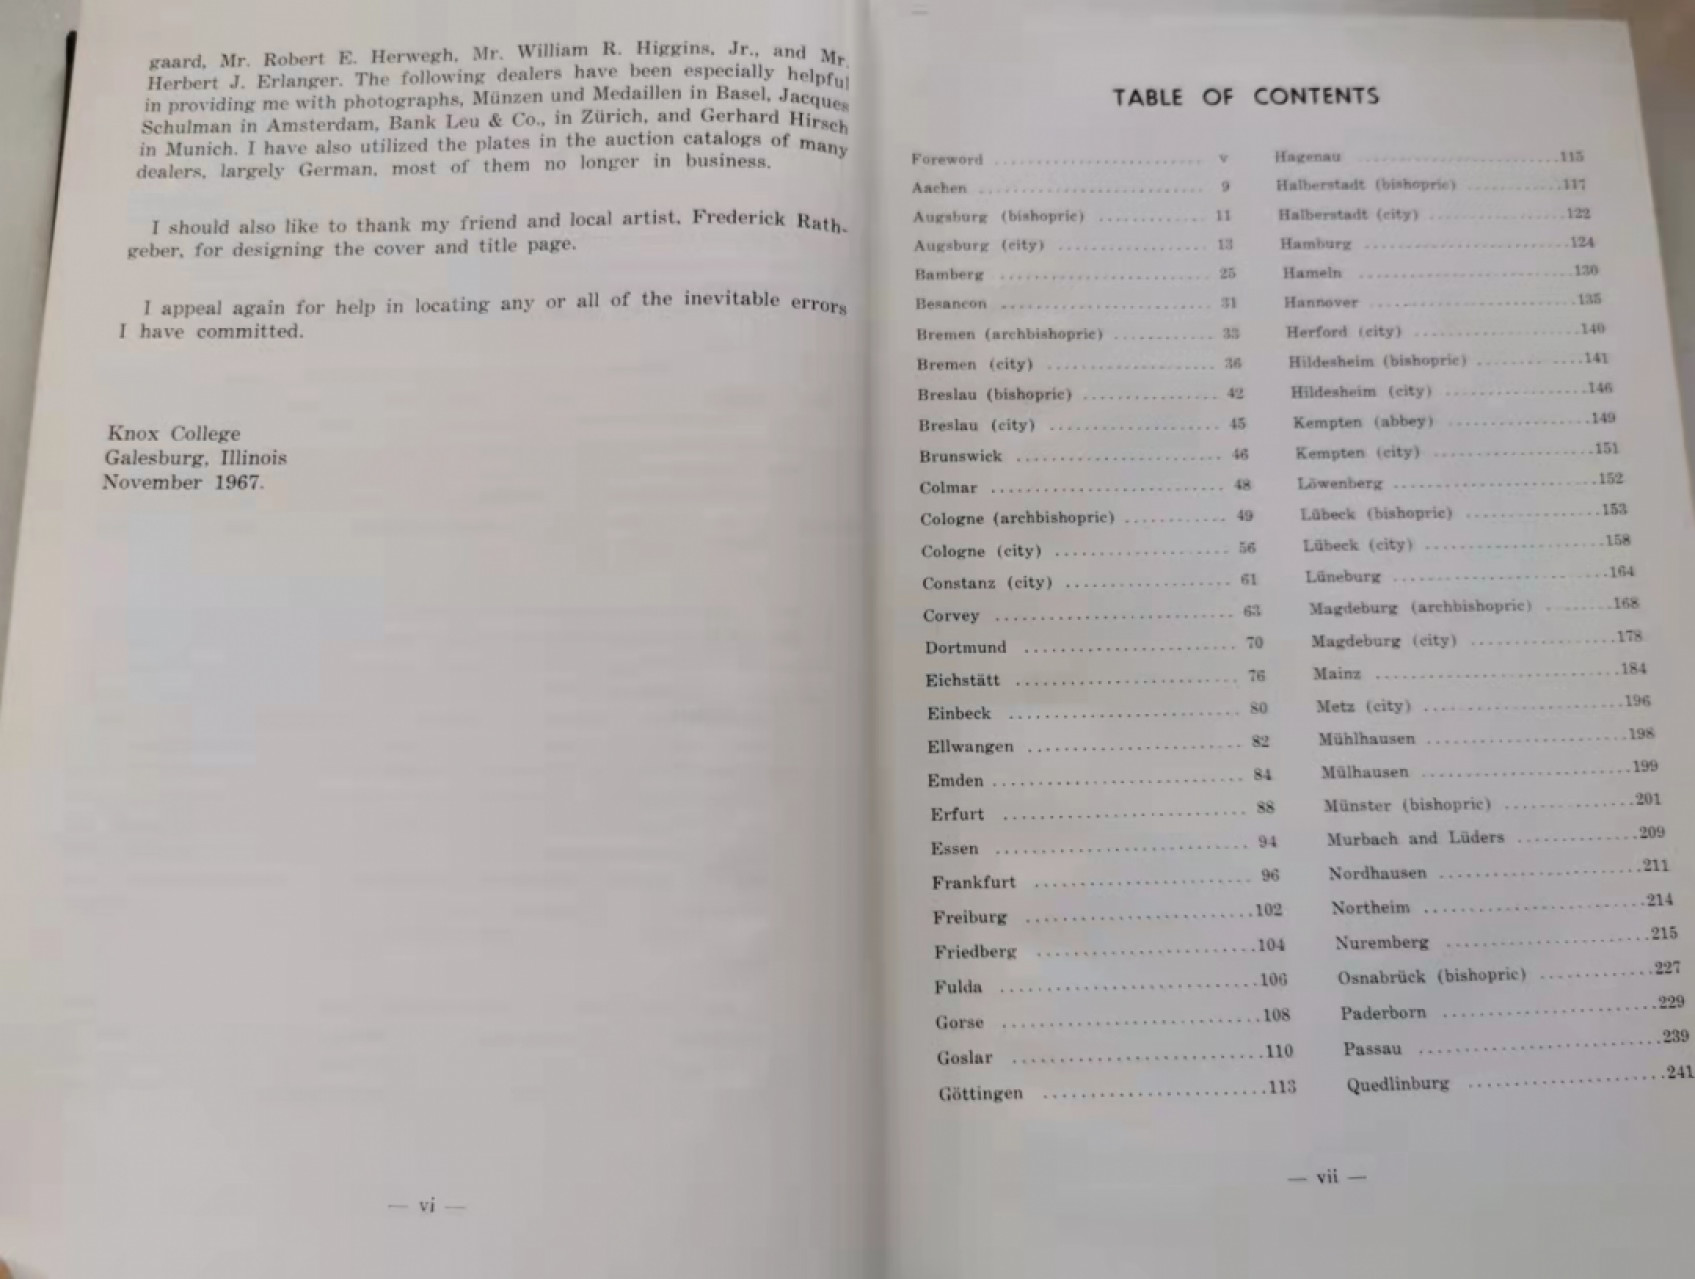 gaard, Mr. Robert E. Herwegh, Mr. William R. Higgins, Jr., and Mr.
Herbert J. Erlanger. The following dealers have been especially helpful
in providing me with photographs, Münzen und Medaillen in Basel, Jacques
Schulman in Amsterdam, Bank Leu & Co., in Zürich, and Gerhard Hirsch
in Munich. I have also utilized the plates in the auction catalogs of many
dealers, largely German, most of them no longer in business.
I should also like to thank my friend and local artist, Frederick Rath-
geber, for designing the cover and title page.
I appeal again for help in locating any or all of the inevitable errors
I have committed.
Knox College
Galesburg, Illinois
November 1967.
— vi —
TABLE OF CONTENTS
Foreword ........................ v
Aachen ........................ 9
Augsburg (bishopric) ............ 11
Augsburg (city) ................ 13
Bamberg ........................ 25
Besancon ........................ 31
Bremen (archbishopric) ............ 33
Bremen (city) .................... 36
Breslau (bishopric) ................ 42
Breslau (city) .................... 45
Brunswick ........................ 46
Colmar ........................ 48
Cologne (archbishopric) ............ 49
Cologne (city) .................... 56
Constanz (city) .................... 61
Corvey ........................ 63
Dortmund ........................ 70
Eichstätt ........................ 76
Einbeck ........................ 80
Ellwangen ........................ 82
Emden ........................ 84
Erfurt ........................ 88
Essen ........................ 94
Frankfurt ........................ 96
Freiburg ........................ 102
Friedberg ........................ 104
Fulda ........................ 106
Gorse ........................ 108
Goslar ........................ 110
Göttingen ........................ 113
Hagenau ........................ 115
Halberstadt (bishopric) ............ 117
Halberstadt (city) ................ 122
Hamburg ........................ 124
Hameln ........................ 130
Hannover ........................ 135
Herford (city) .................... 140
Hildesheim (bishopric) ............ 141
Hildesheim (city) ................ 146
Kempten (abbey) ................ 149
Kempten (city) .................... 151
Löwenberg ........................ 152
Lübeck (bishopric) ................ 153
Lübeck (city) .................... 158
Lüneburg ........................ 164
Magdeburg (archbishopric) ........ 168
Magdeburg (city) ................ 178
Mainz ........................ 184
Metz (city) .................... 196
Mühlhausen .................... 198
Mülhausen .................... 199
Münster (bishopric) ............ 201
Murbach and Lüders ............ 209
Nordhausen .................... 211
Northeim ........................ 214
Nuremberg .................... 215
Osnabrück (bishopric) ............ 227
Paderborn .................... 229
Passau ........................ 239
Quedlinburg .................... 241
— vii —